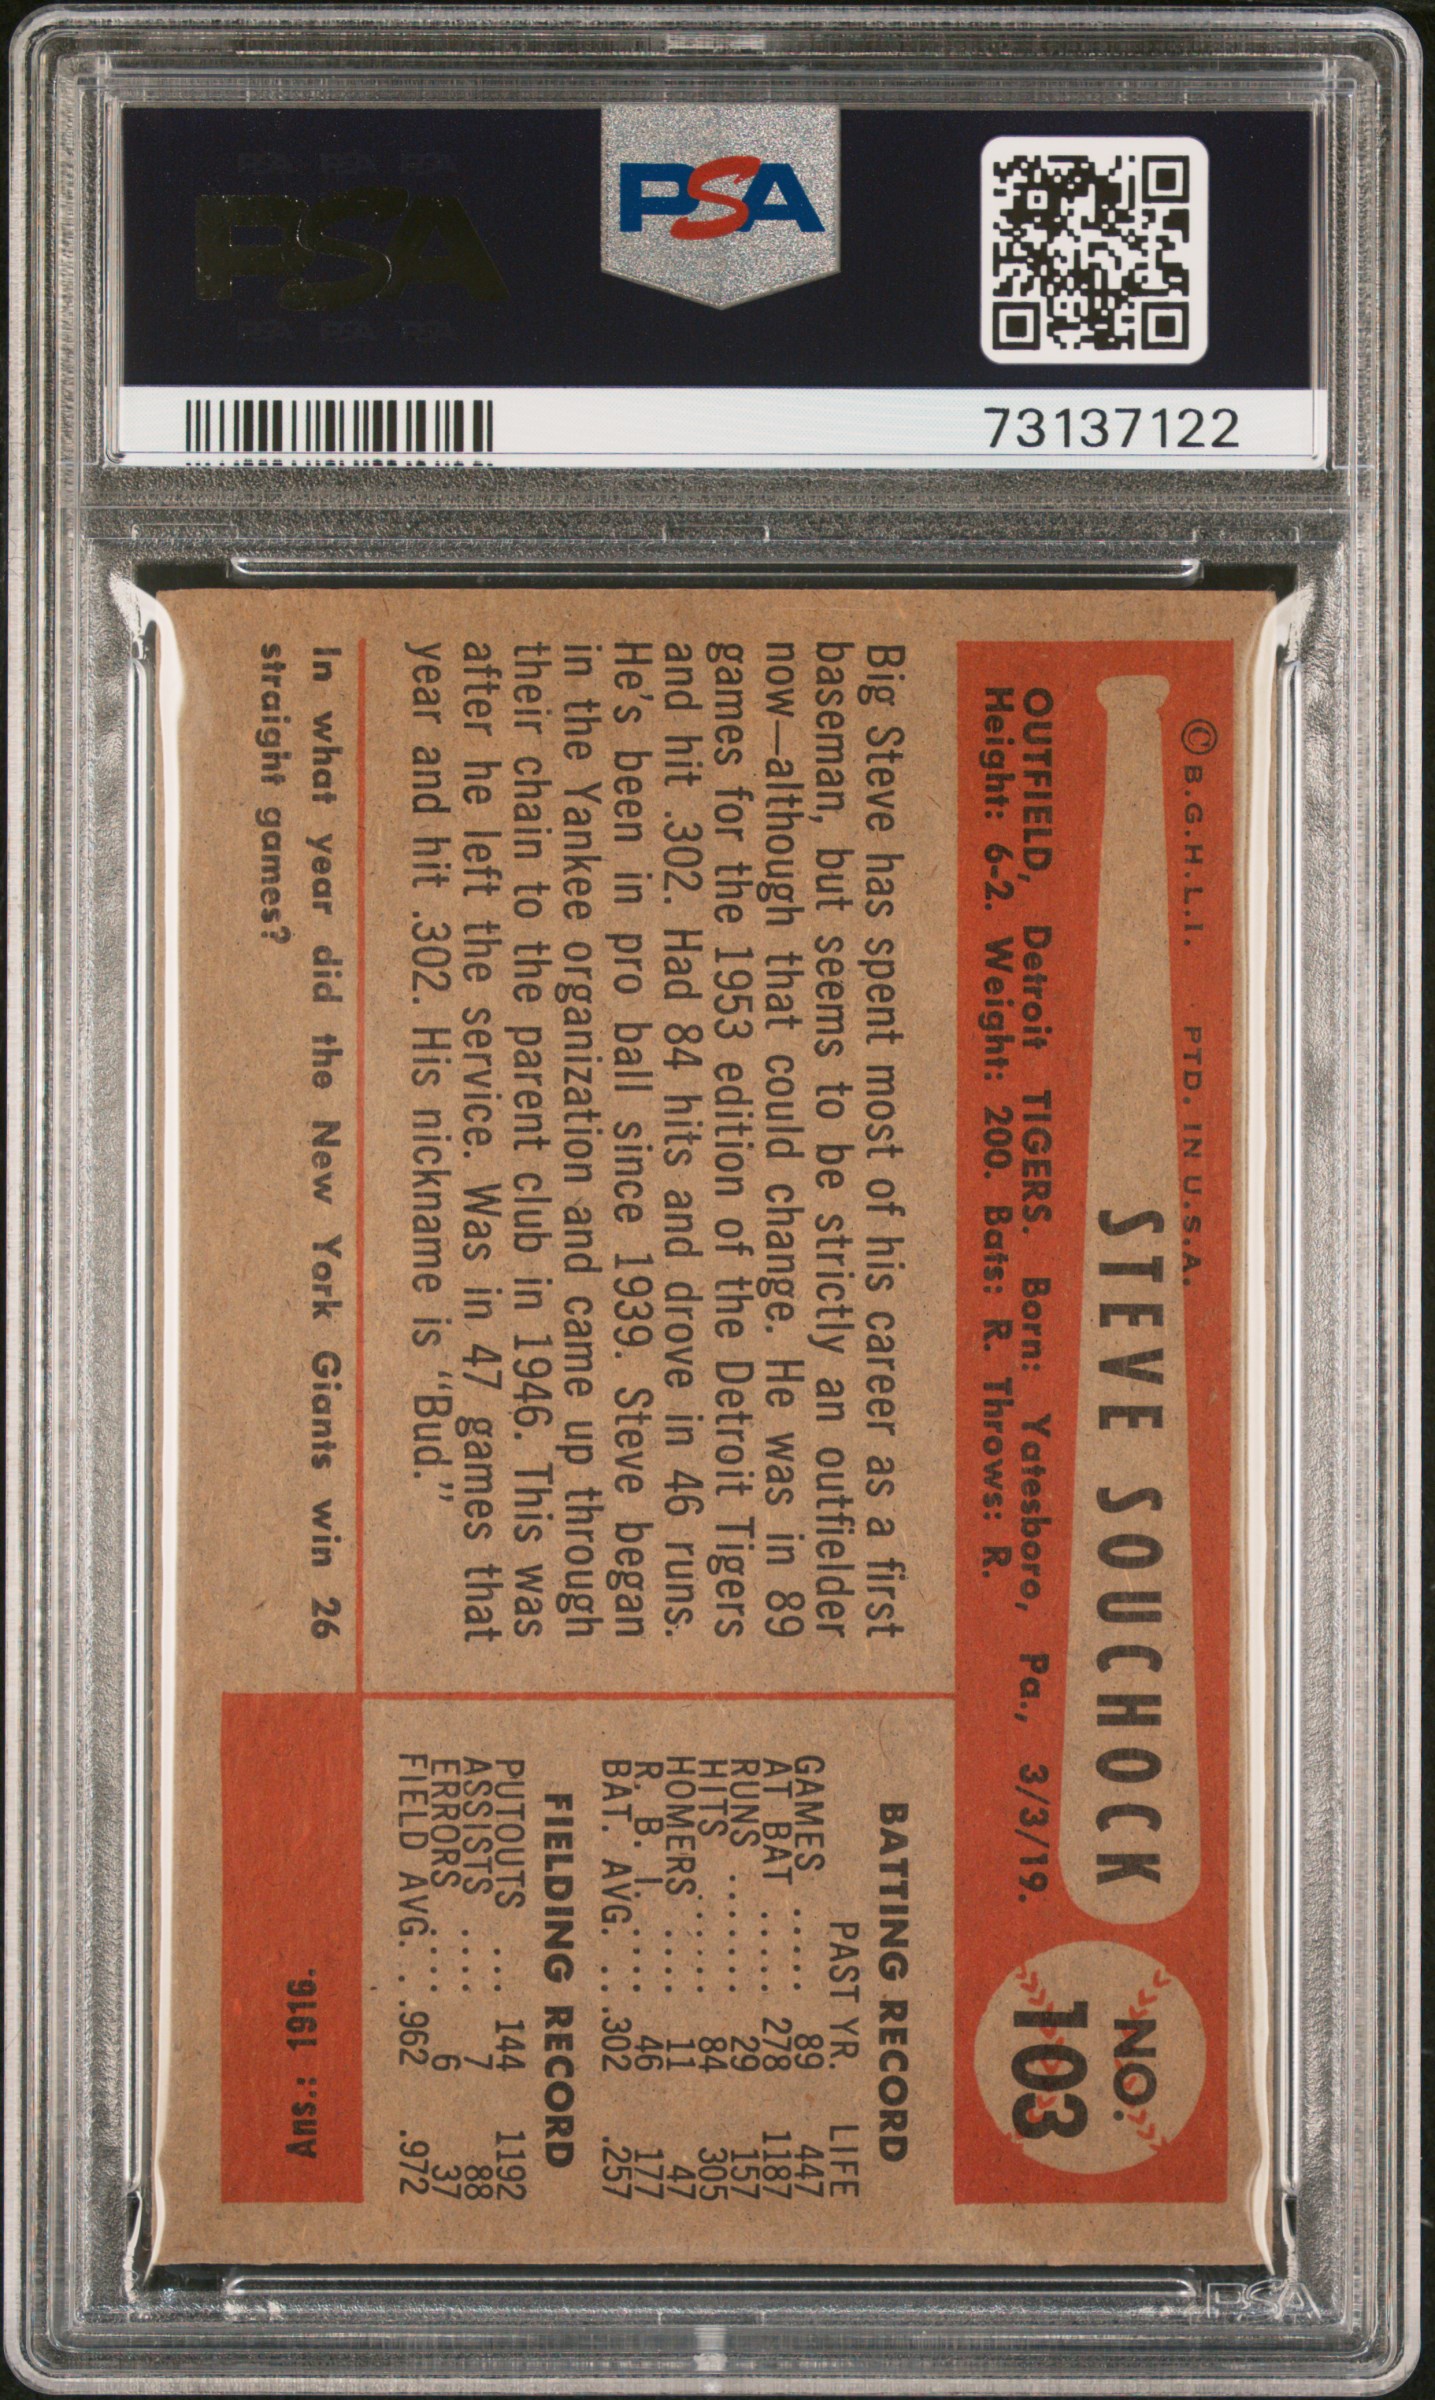 PSA
PSA
73137122
© B.G.H.L.I. PTD. IN U.S.A.
STEVE SOUCHOCK
NO.
103
OUTFIELD, Detroit TIGERS. Born: Yatesboro, Pa., 3/3/19.
Height: 6-2. Weight: 200. Bats: R. Throws: R.
Big Steve has spent most of his career as a first
baseman, but seems to be strictly an outfielder
now—although that could change. He was in 89
games for the 1953 edition of the Detroit Tigers
and hit .302. Had 84 hits and drove in 46 runs.
He's been in pro ball since 1939. Steve began
in the Yankee organization and came up through
their chain to the parent club in 1946. This was
after he left the service. Was in 47 games that
year and hit .302. His nickname is “Bud.”
BATTING RECORD
PAST YR. LIFE
GAMES ..... 89 447
AT BAT ..... 278 1187
RUNS ....... 29 157
HITS ....... 84 305
HOMERS ..... 11 47
R. B. I. .... 46 177
BAT. AVG. .. .302 .257
FIELDING RECORD
PUTOUTS ... 144 1192
ASSISTS .... 7 88
ERRORS .... 6 37
FIELD AVG. . .962 .972
In what year did the New York Giants win 26
straight games?
Ans.: 1916.
PSA